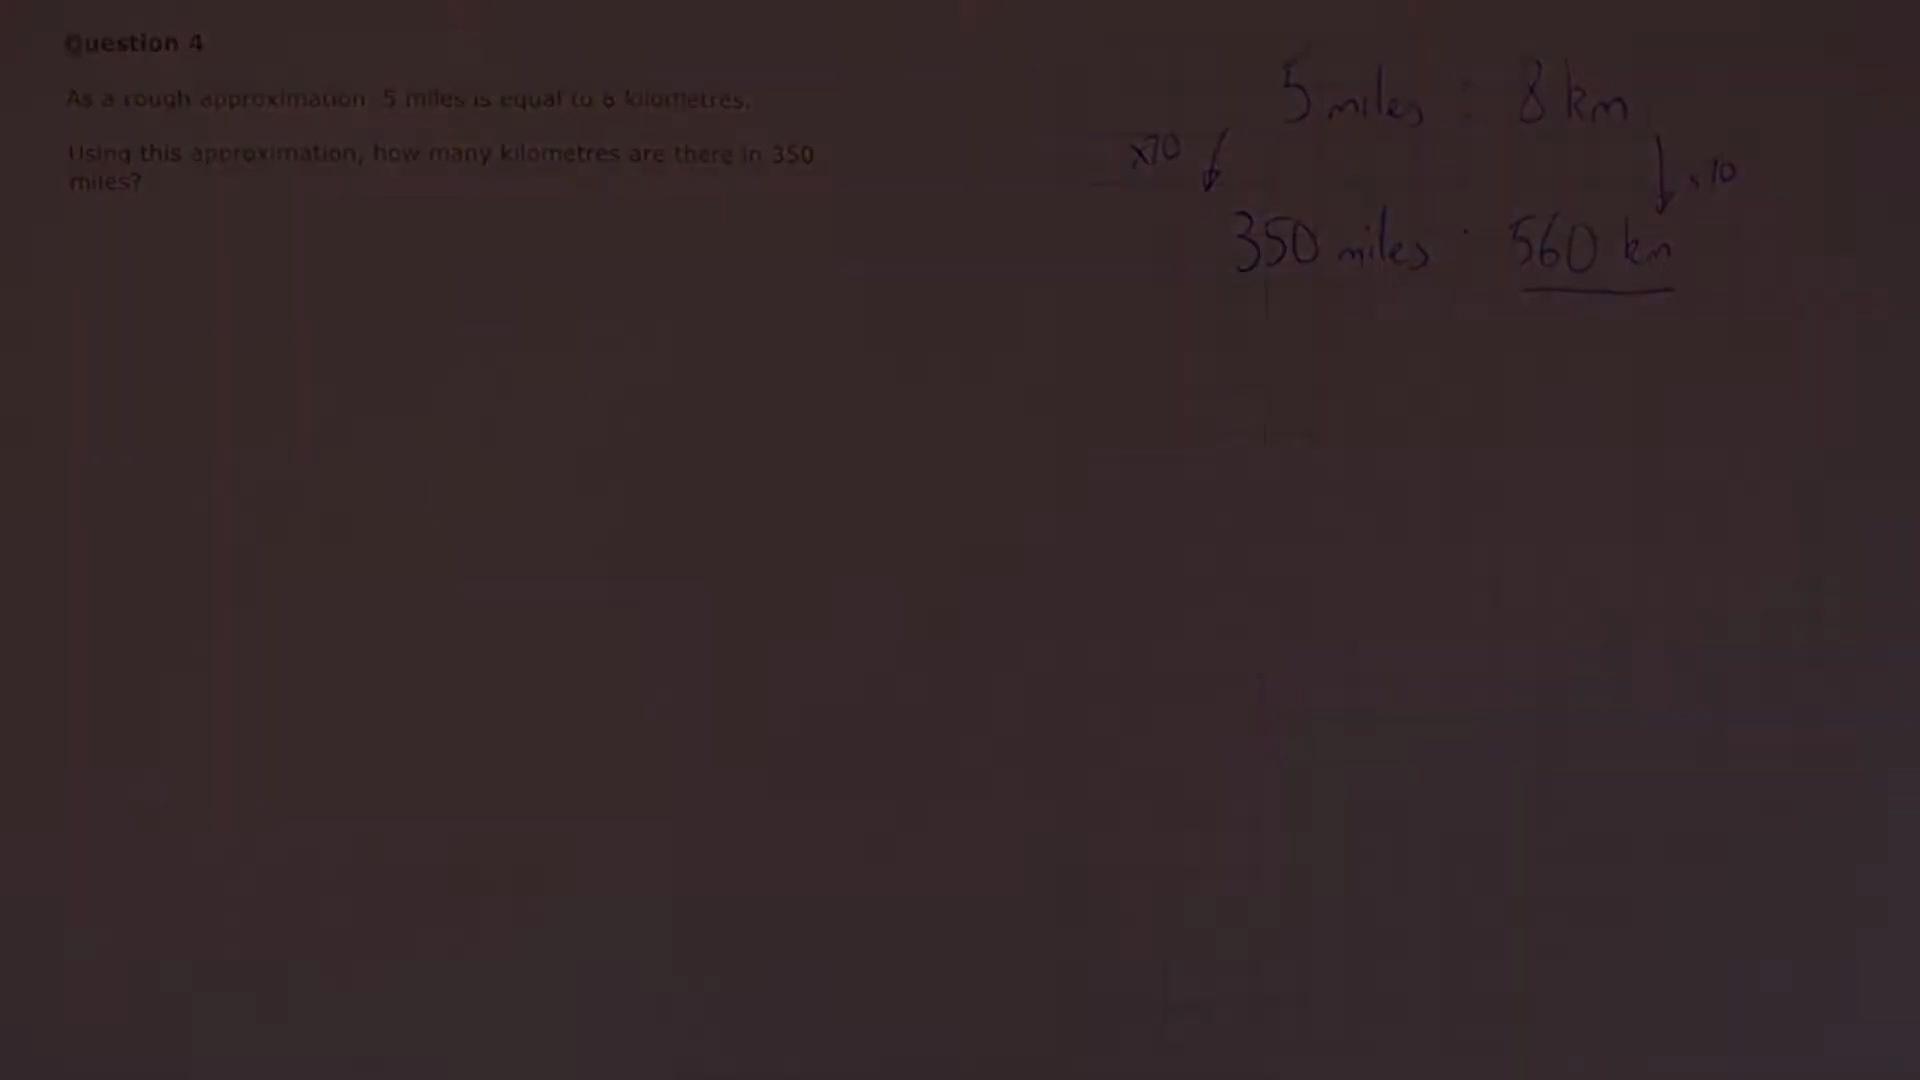 Question 4
As a rough approximation 5 miles is equal to 8 kilometres.
Using this approximation, how many kilometres are there in 350
miles?
5 miles : 8 km
x70
x70
350 miles : 560 km